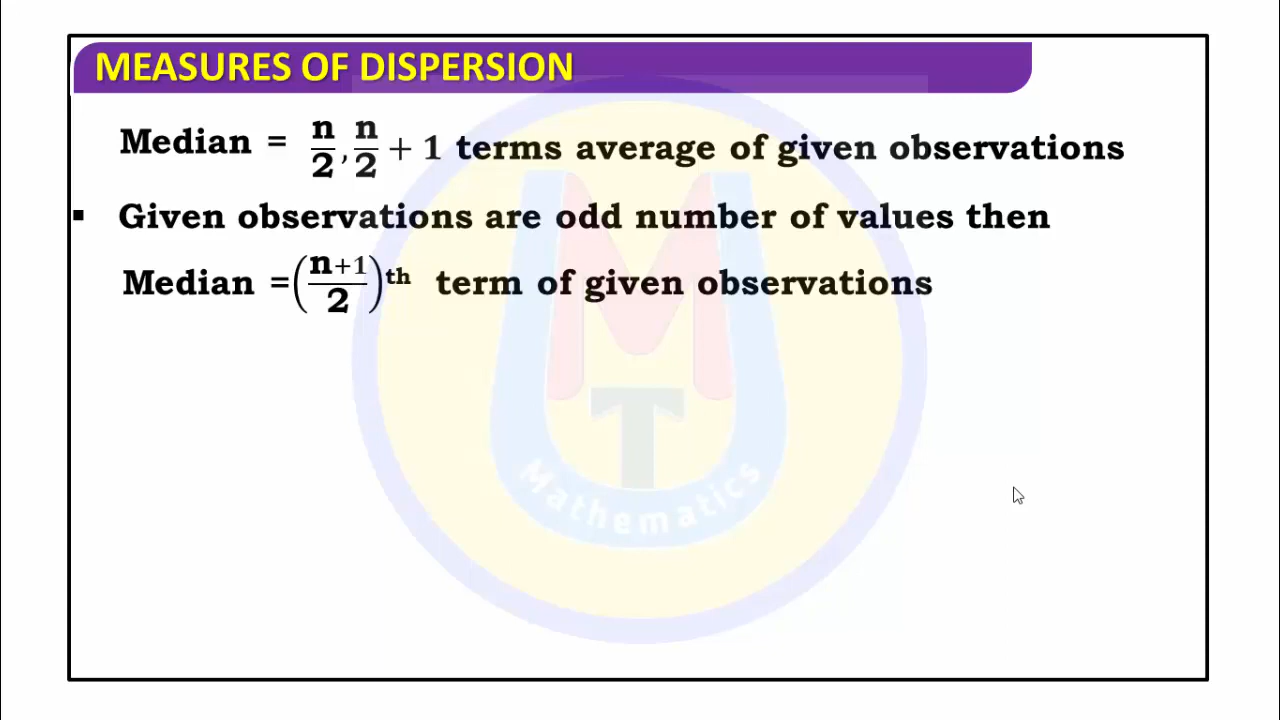 MEASURES OF DISPERSION
Median = n/2, n/2 + 1 terms average of given observations
▪ Given observations are odd number of values then
Median =((n+1)/2)th term of given observations
M
U
T
Mathematics